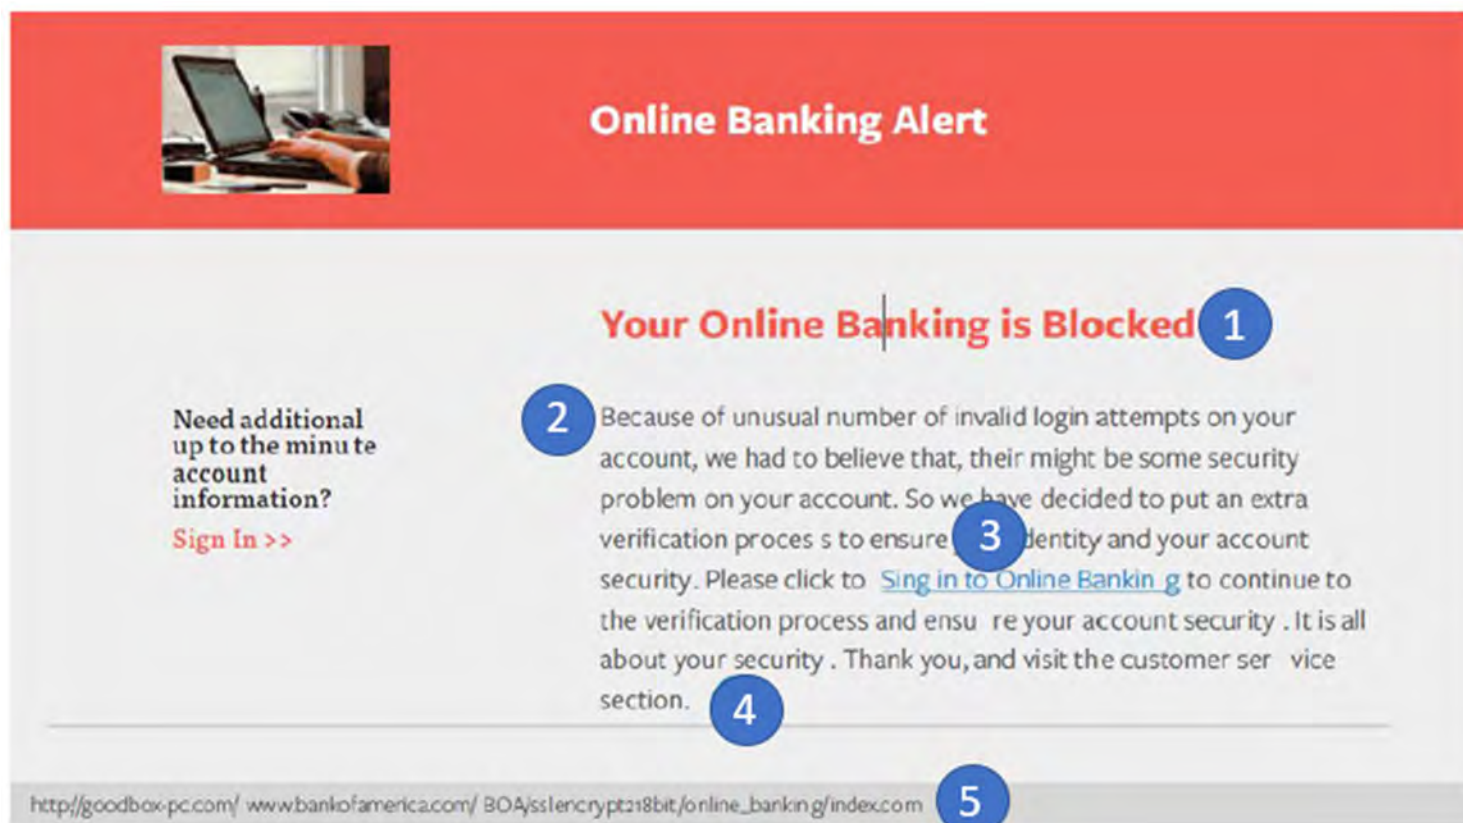 Online Banking Alert
Your Online Banking is Blocked 1
Need additional
up to the minu te
account
information?
Sign In >>
2 Because of unusual number of invalid login attempts on your
account, we had to believe that, their might be some security
problem on your account. So we have decided to put an extra
verification proces s to ensure 3 dentity and your account
security. Please click to Sing in to Online Bankin g to continue to
the verification process and ensu re your account security . It is all
about your security . Thank you, and visit the customer ser vice
section. 4
http;//goodbox-pc.com/ www.bankofamerica.com/ BOA/sslencrypt218bit/online_banking/index.com 5